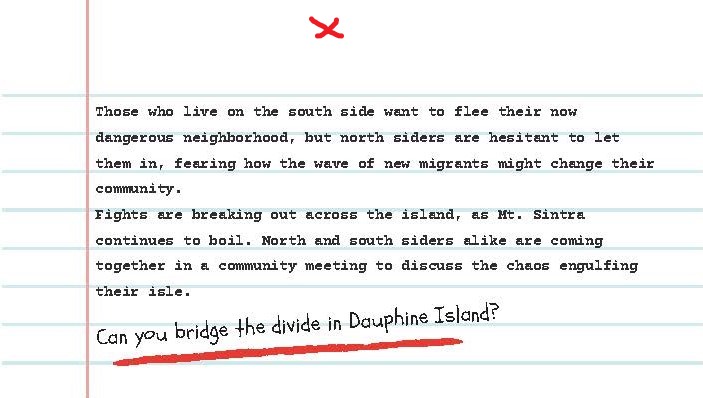 Those who live on the south side want to flee their now
dangerous neighborhood, but north siders are hesitant to let
them in, fearing how the wave of new migrants might change their
community.
Fights are breaking out across the island, as Mt. Sintra
continues to boil. North and south siders alike are coming
together in a community meeting to discuss the chaos engulfing
their isle.
Can you bridge the divide in Dauphine Island?